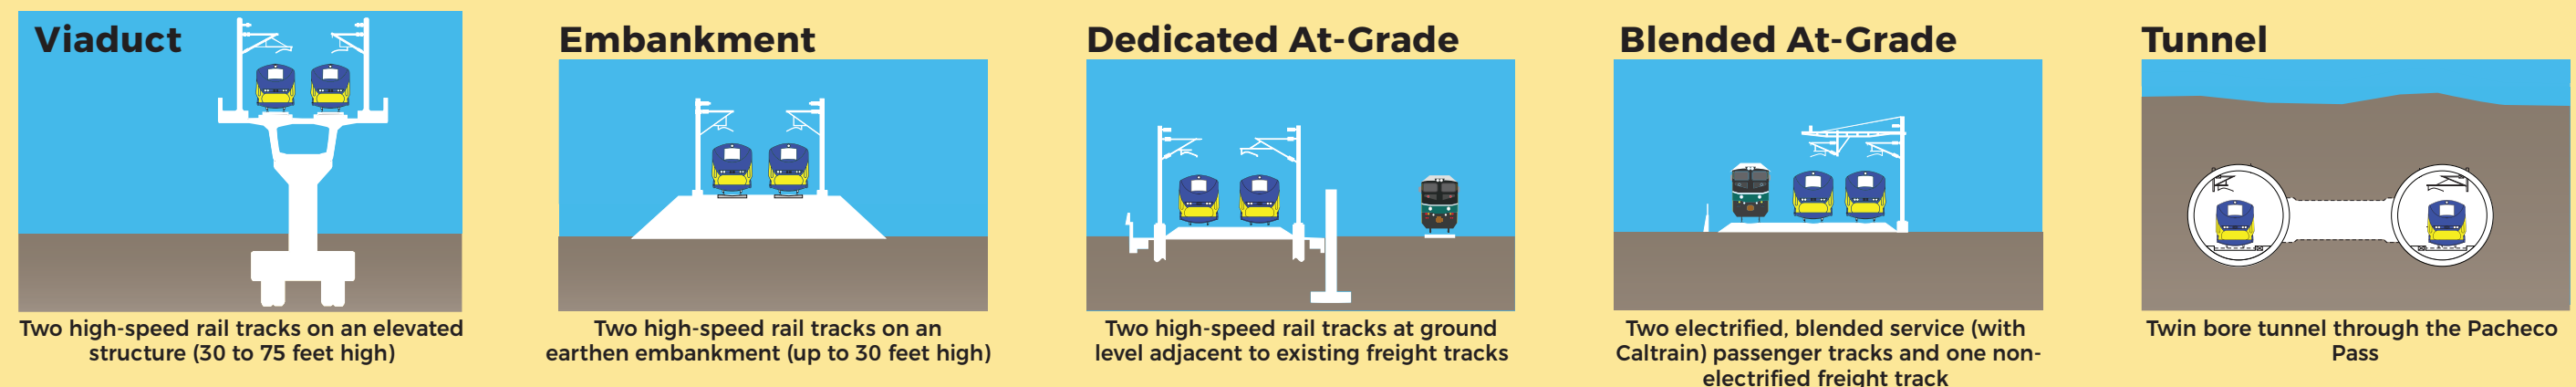 Viaduct
Two high-speed rail tracks on an elevated
structure (30 to 75 feet high)
Embankment
Two high-speed rail tracks on an
earthen embankment (up to 30 feet high)
Dedicated At-Grade
Two high-speed rail tracks at ground
level adjacent to existing freight tracks
Blended At-Grade
Two electrified, blended service (with
Caltrain) passenger tracks and one non-
electrified freight track
Tunnel
Twin bore tunnel through the Pacheco
Pass